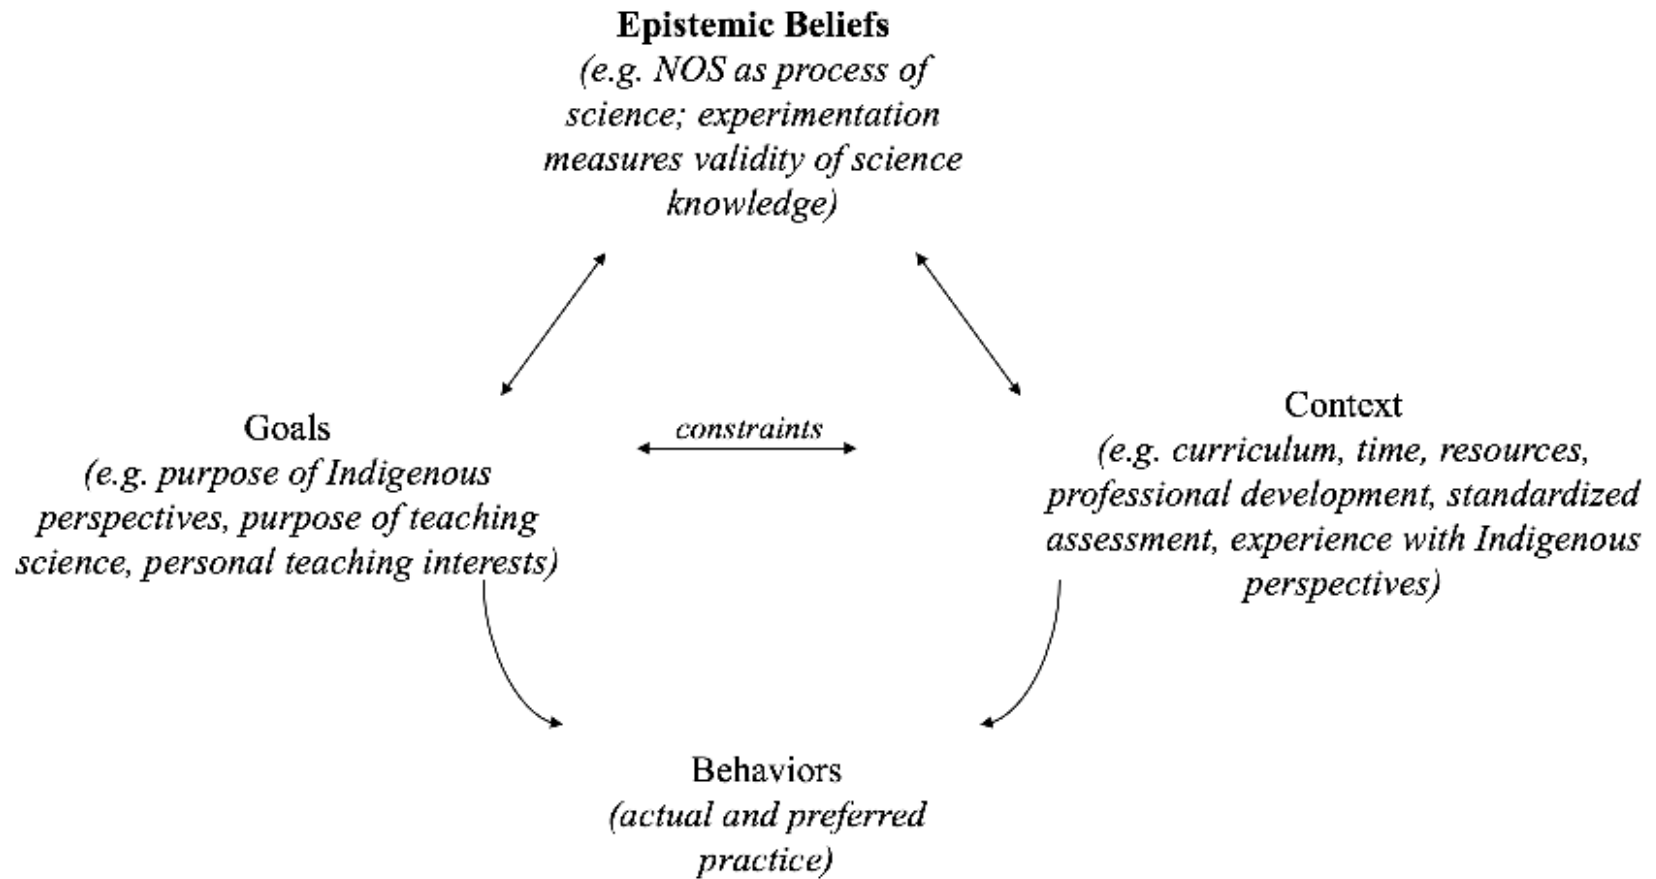 Epistemic Beliefs
(e.g. NOS as process of
science; experimentation
measures validity of science
knowledge)
constraints
Goals
(e.g. purpose of Indigenous
perspectives, purpose of teaching
science, personal teaching interests)
Context
(e.g. curriculum, time, resources,
professional development, standardized
assessment, experience with Indigenous
perspectives)
Behaviors
(actual and preferred
practice)